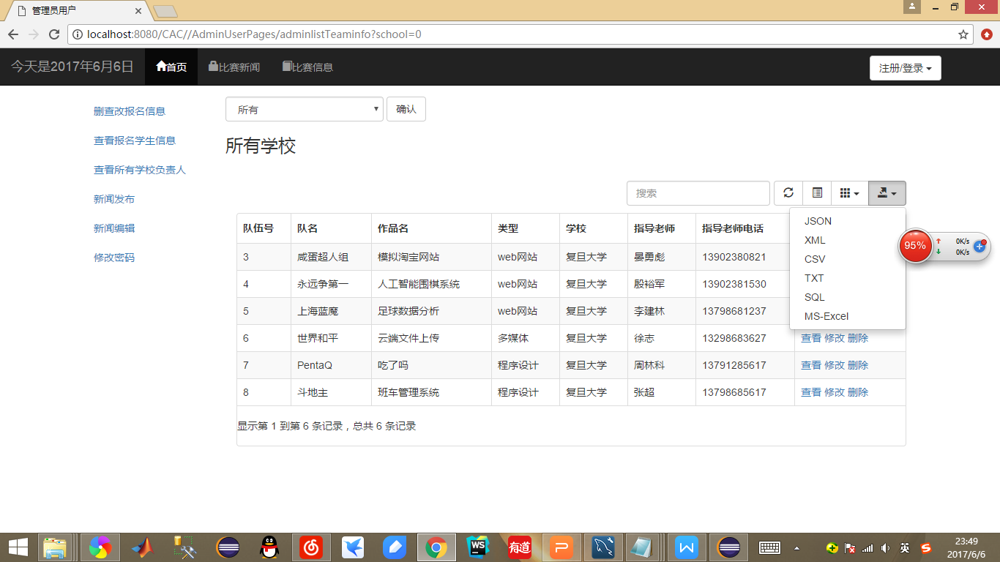 管理员用户
localhost:8080/CAC//AdminUserPages/adminlistTeaminfo?school=0
今天是2017年6月6日 首页 比赛新闻 比赛信息 注册/登录
删查改报名信息
查看报名学生信息
查看所有学校负责人
新闻发布
新闻编辑
修改密码
所有 确认
所有学校
搜索
JSON
XML
CSV
TXT
SQL
MS-Excel
95% 0K/s
0K/s
队伍号 队名 作品名 类型 学校 指导老师 指导老师电话
3 咸蛋超人组 模拟淘宝网站 web网站 复旦大学 晏勇彪 13902380821
4 永远争第一 人工智能围棋系统 web网站 复旦大学 殷裕军 13902381530
5 上海蓝魔 足球数据分析 web网站 复旦大学 李建林 13798681237
6 世界和平 云端文件上传 多媒体 复旦大学 徐志 13298683627 查看 修改 删除
7 PentaQ 吃了吗 程序设计 复旦大学 周林科 13791285617 查看 修改 删除
8 斗地主 班车管理系统 程序设计 复旦大学 张超 13798685617 查看 修改 删除
显示第 1 到第 6 条记录，总共 6 条记录
WS 有道 P W 英 S
23:49
2017/6/6